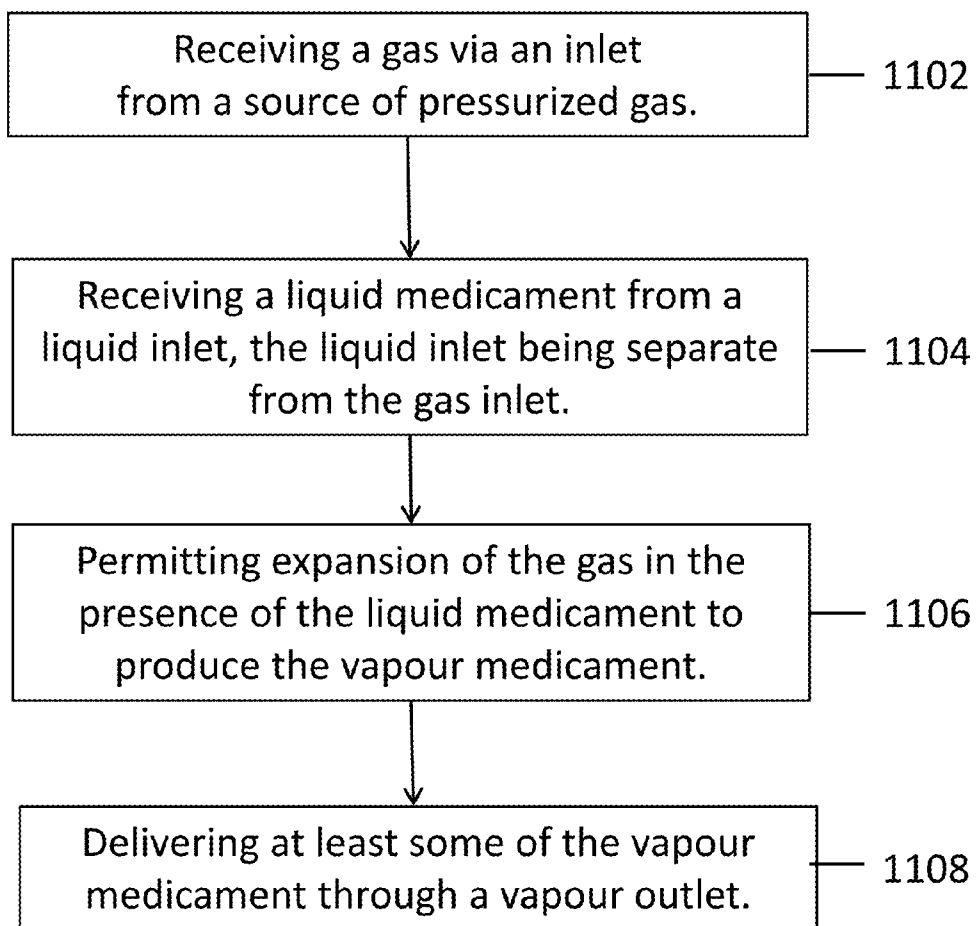 Receiving a gas via an inlet
from a source of pressurized gas.
1102
Receiving a liquid medicament from a
liquid inlet, the liquid inlet being separate
from the gas inlet.
1104
Permitting expansion of the gas in the
presence of the liquid medicament to
produce the vapour medicament.
1106
Delivering at least some of the vapour
medicament through a vapour outlet.
1108